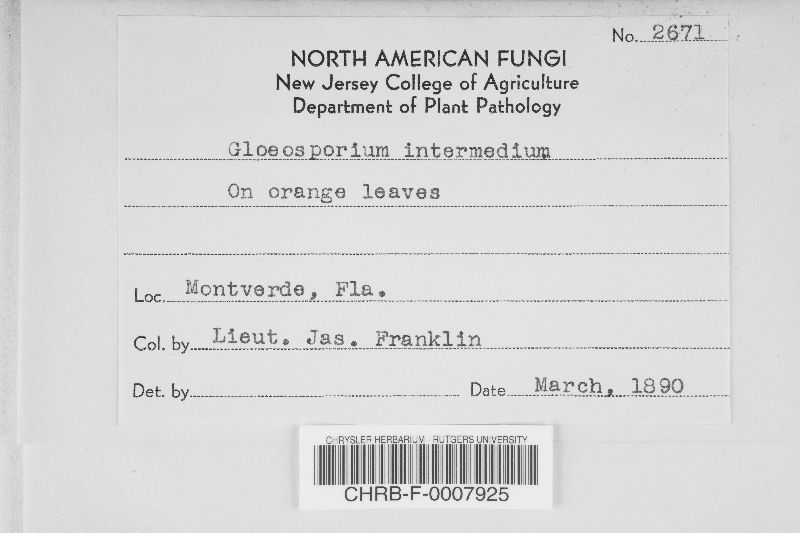 No. 2671
NORTH AMERICAN FUNGI
New Jersey College of Agriculture
Department of Plant Pathology
Gloeosporium intermedium
On orange leaves
Loc. Montverde, Fla.
Col. by Lieut. Jas. Franklin
Det. by
Date March, 1890
CHRYSLER HERBARIUM - RUTGERS UNIVERSITY
CHRB-F-0007925